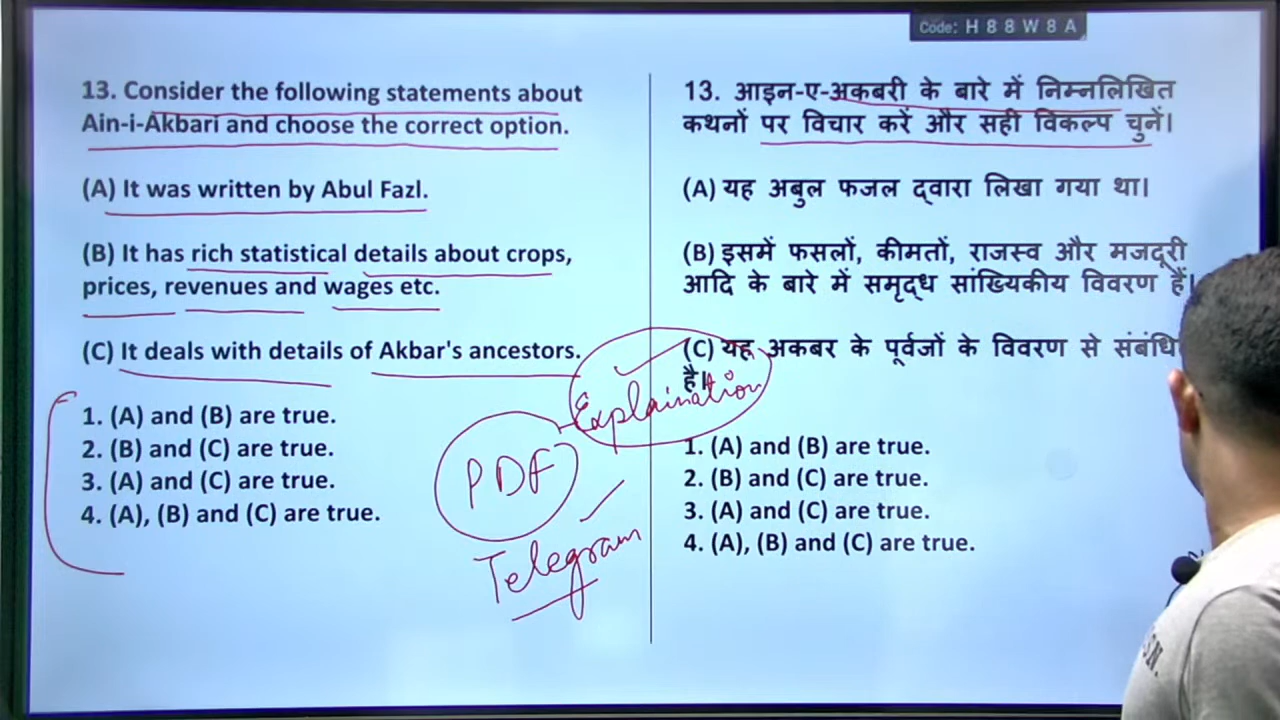 Code: H 8 8 W 8 A
13. Consider the following statements about
Ain-i-Akbari and choose the correct option.
(A) It was written by Abul Fazl.
(B) It has rich statistical details about crops,
prices, revenues and wages etc.
(C) It deals with details of Akbar's ancestors.
1. (A) and (B) are true.
2. (B) and (C) are true.
3. (A) and (C) are true.
4. (A), (B) and (C) are true.
Explaination
PDF
Telegram
13. आइन-ए-अकबरी के बारे में निम्नलिखित
कथनों पर विचार करें और सही विकल्प चुनें।
(A) यह अबुल फजल द्वारा लिखा गया था।
(B) इसमें फसलों, कीमतों, राजस्व और मजदूरी
आदि के बारे में समृद्ध सांख्यिकीय विवरण हैं।
(C) यह अकबर के पूर्वजों के विवरण से
है।
1. (A) and (B) are true.
2. (B) and (C) are true.
3. (A) and (C) are true.
4. (A), (B) and (C) are true.